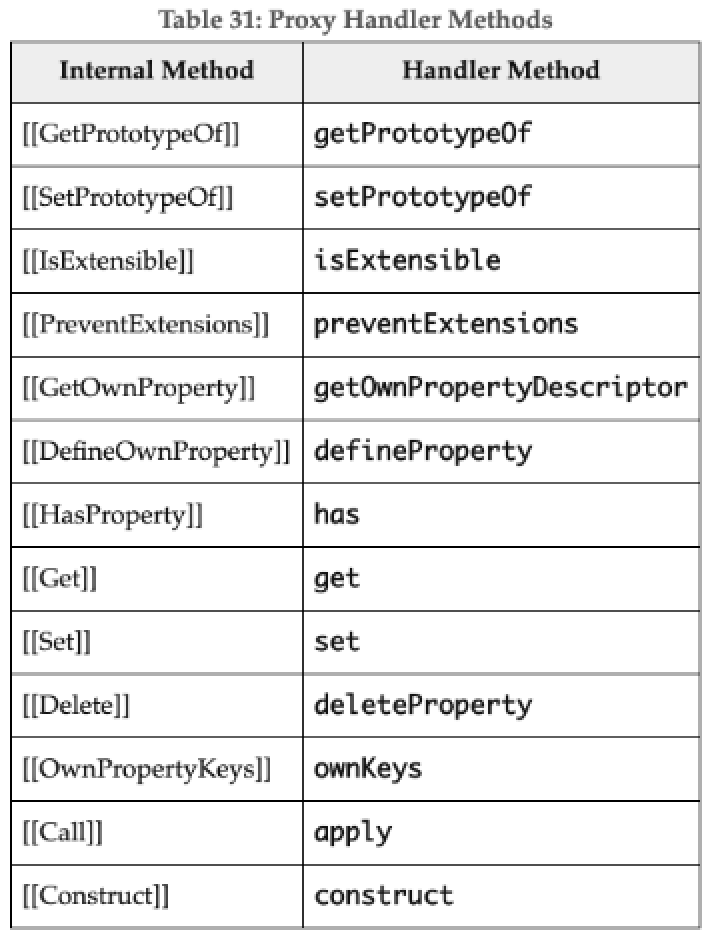 Table 31: Proxy Handler Methods
Internal Method Handler Method
[[GetPrototypeOf]] getPrototypeOf
[[SetPrototypeOf]] setPrototypeOf
[[IsExtensible]] isExtensible
[[PreventExtensions]] preventExtensions
[[GetOwnProperty]] getOwnPropertyDescriptor
[[DefineOwnProperty]] defineProperty
[[HasProperty]] has
[[Get]] get
[[Set]] set
[[Delete]] deleteProperty
[[OwnPropertyKeys]] ownKeys
[[Call]] apply
[[Construct]] construct